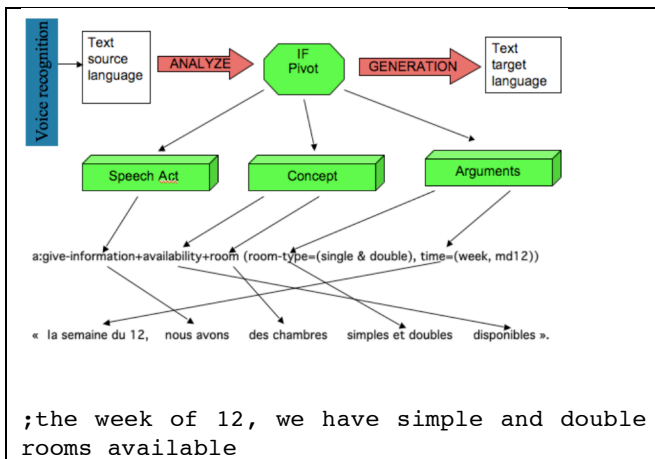 Voice recognition
Text
source
language
ANALYZE
IF
Pivot
GENERATION
Text
target
language
Speech Act
Concept
Arguments
a:give-information+availability+room (room-type=(single & double), time=(week, md12))
« la semaine du 12, nous avons des chambres simples et doubles disponibles ».
;the week of 12, we have simple and double
rooms available